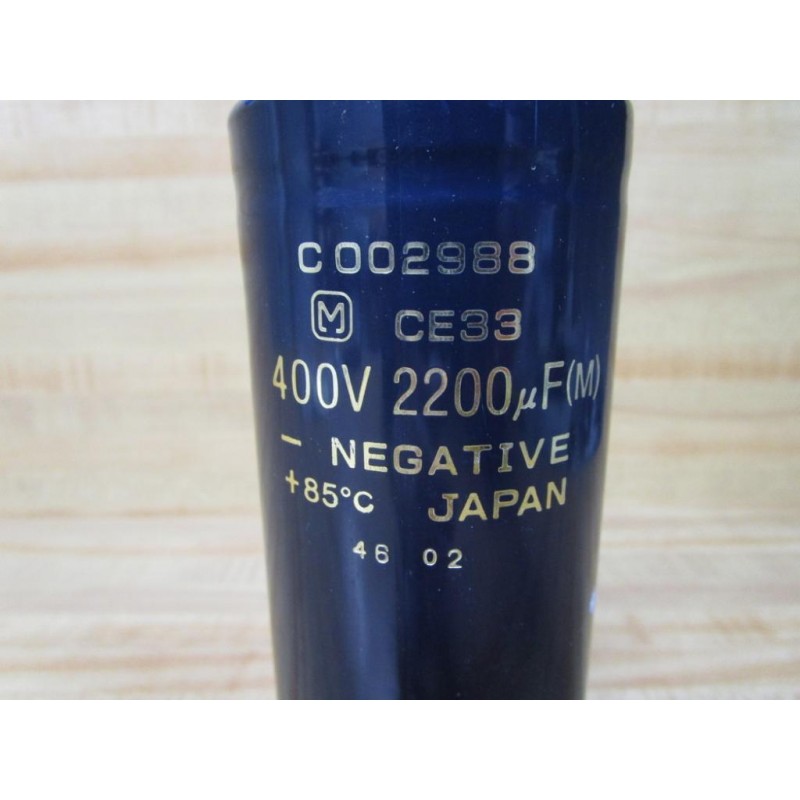 C002988
M CE33
400V 2200μF(M)
− NEGATIVE
+85°C JAPAN
46 02